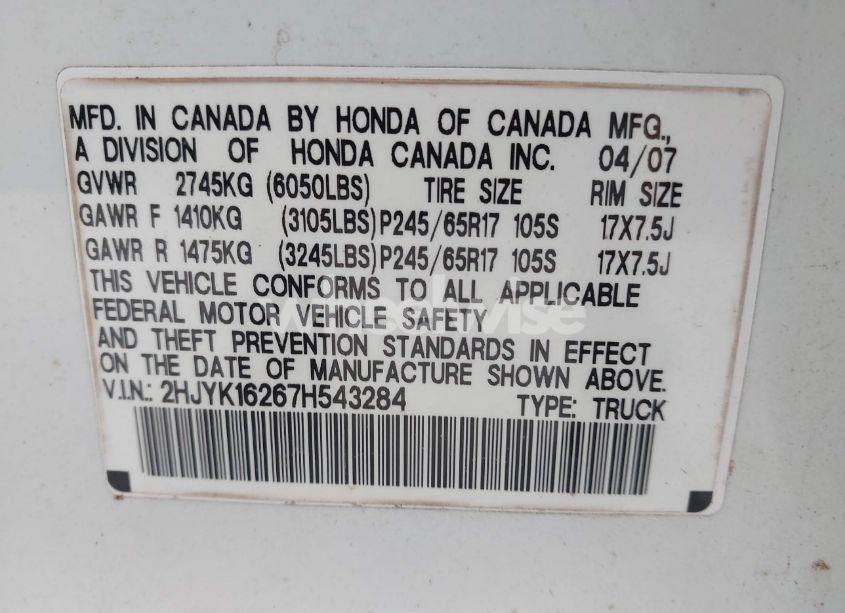 MFD. IN CANADA BY HONDA OF CANADA MFG.,
A DIVISION OF HONDA CANADA INC. 04/07
GVWR 2745KG (6050LBS) TIRE SIZE RIM SIZE
GAWR F 1410KG (3105LBS) P245/65R17 105S 17X7.5J
GAWR R 1475KG (3245LBS) P245/65R17 105S 17X7.5J
THIS VEHICLE CONFORMS TO ALL APPLICABLE
FEDERAL MOTOR VEHICLE SAFETY
AND THEFT PREVENTION STANDARDS IN EFFECT
ON THE DATE OF MANUFACTURE SHOWN ABOVE.
V.I.N.: 2HJYK16267H543284 TYPE: TRUCK